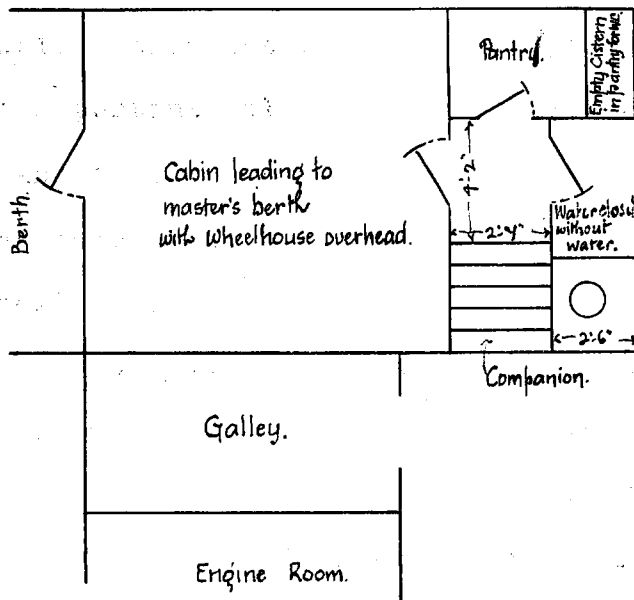 Pantry.
Empty Cistern
in pantry for W.C.
Cabin leading to
master's berth
with Wheelhouse overhead.
Berth.
4'-2"
2'-4"
Watercloset
without
water.
2'-6"
Companion.
Galley.
Engine Room.